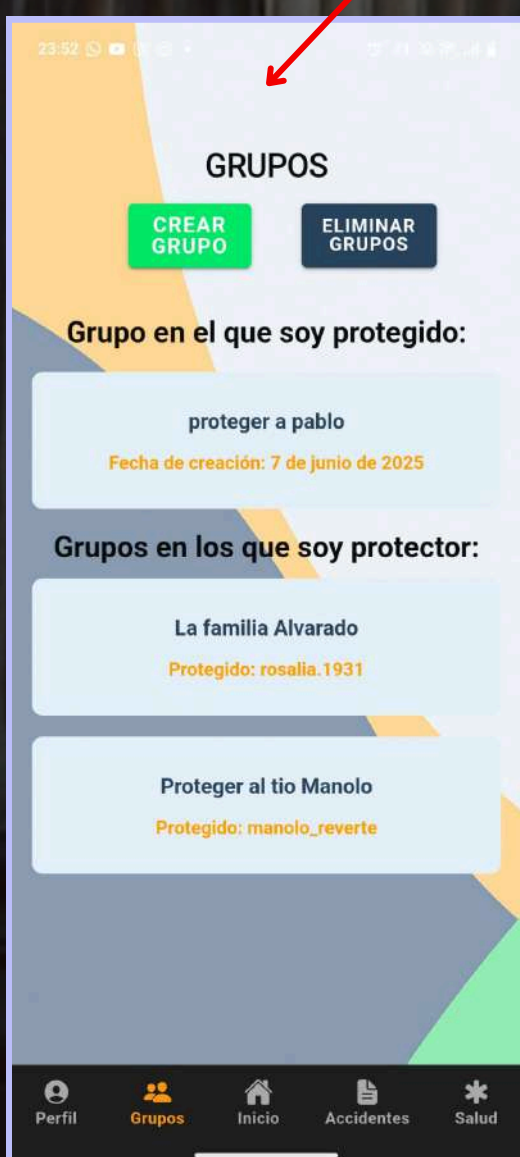 23:52
GRUPOS
CREAR
GRUPO
ELIMINAR
GRUPOS
Grupo en el que soy protegido:
proteger a pablo
Fecha de creación: 7 de junio de 2025
Grupos en los que soy protector:
La familia Alvarado
Protegido: rosalia.1931
Proteger al tio Manolo
Protegido: manolo_reverte
Perfil Grupos Inicio Accidentes Salud